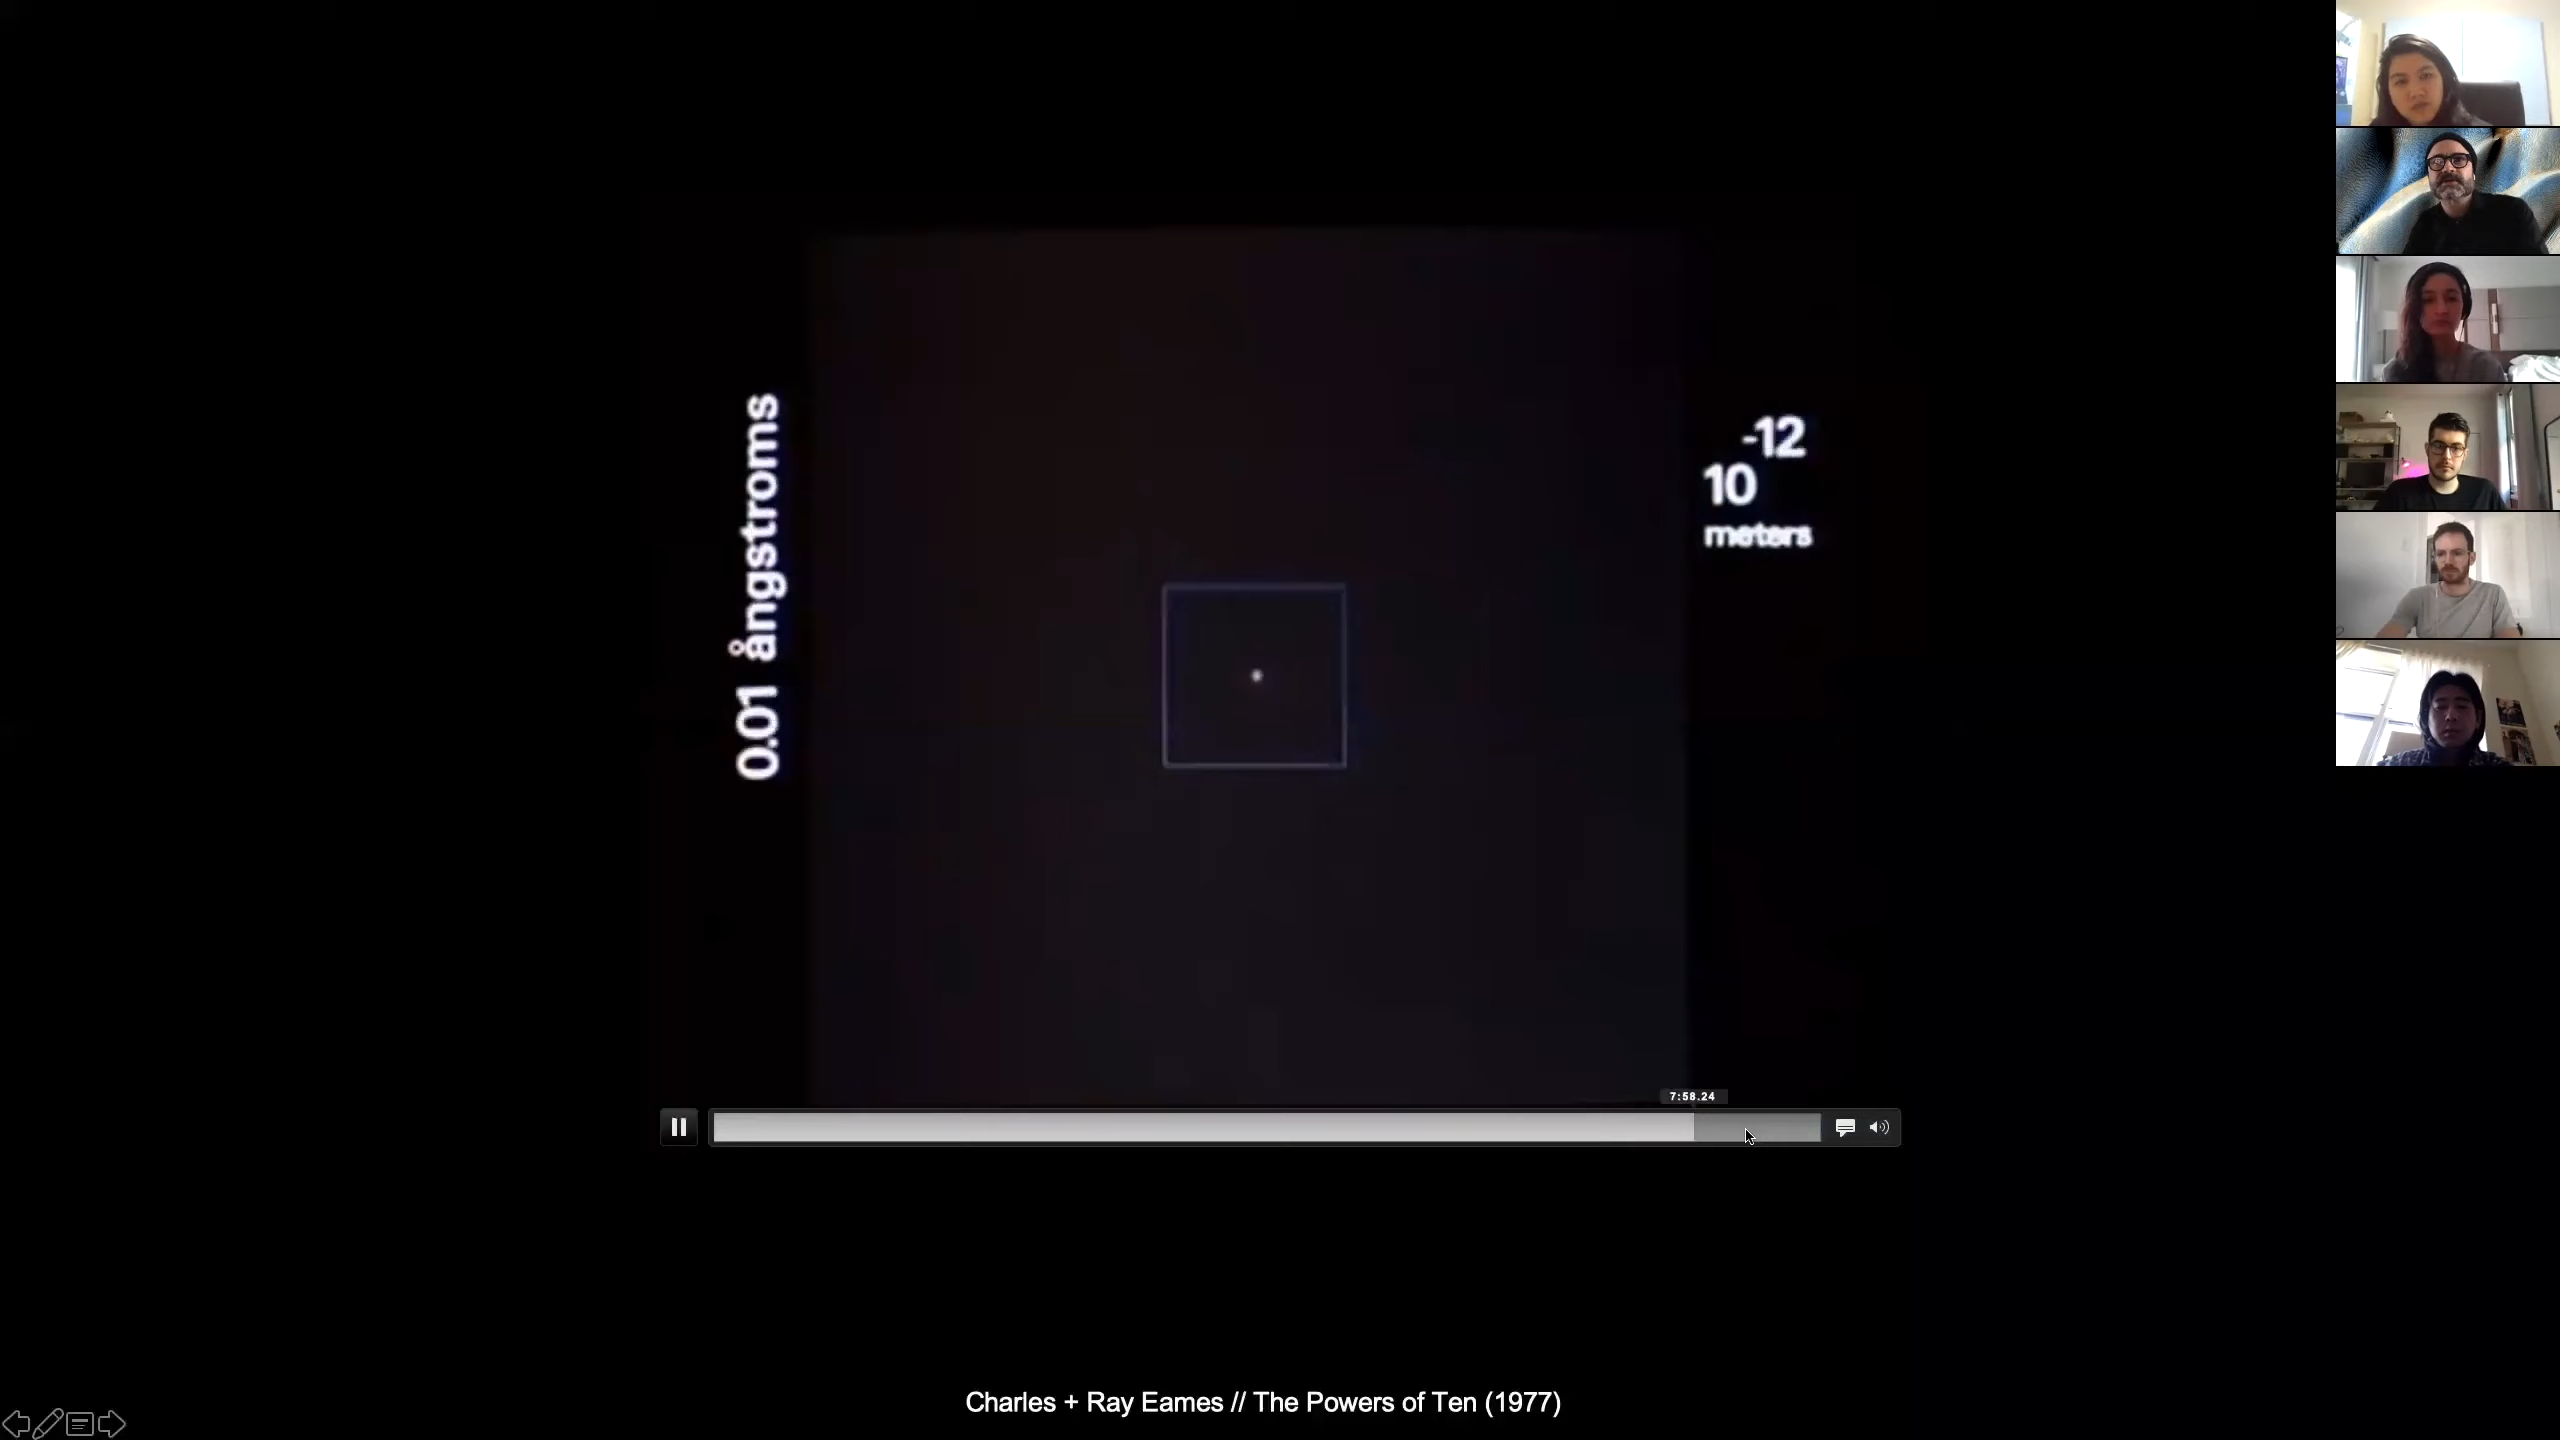 0.01 ångstroms
-12
10
meters
7:58.24
Charles + Ray Eames // The Powers of Ten (1977)